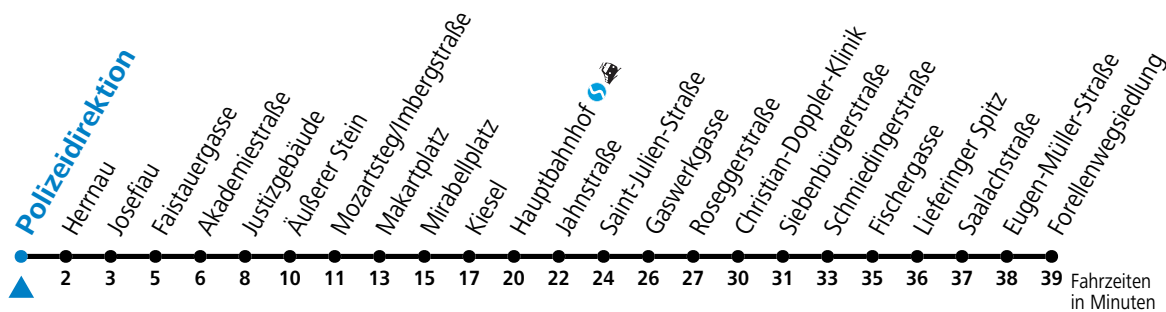 Polizeidirektion
Herrnau
Josefiau
Faistauergasse
Akademiestraße
Justizgebäude
Äußerer Stein
Mozartsteg/Imbergstraße
Makartplatz
Mirabellplatz
Kiesel
Hauptbahnhof
Jahnstraße
Saint-Julien-Straße
Gaswerkgasse
Roseggerstraße
Christian-Doppler-Klinik
Siebenbürgerstraße
Schmiedingerstraße
Fischergasse
Lieferinger Spitz
Saalachstraße
Eugen-Müller-Straße
Forellenwegsiedlung
2 3 5 6 8 10 11 13 15 17 20 22 24 26 27 30 31 33 35 36 37 38 39
Fahrzeiten
in Minuten